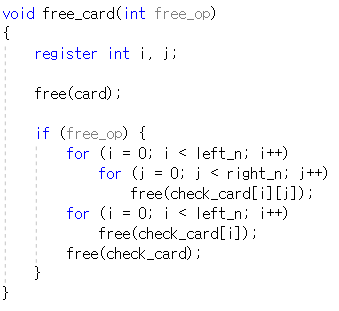 void free_card(int free_op)
{
    register int i, j;

    free(card);

    if (free_op) {
        for (i = 0; i < left_n; i++)
            for (j = 0; j < right_n; j++)
                free(check_card[i][j]);
        for (i = 0; i < left_n; i++)
            free(check_card[i]);
        free(check_card);
    }
}